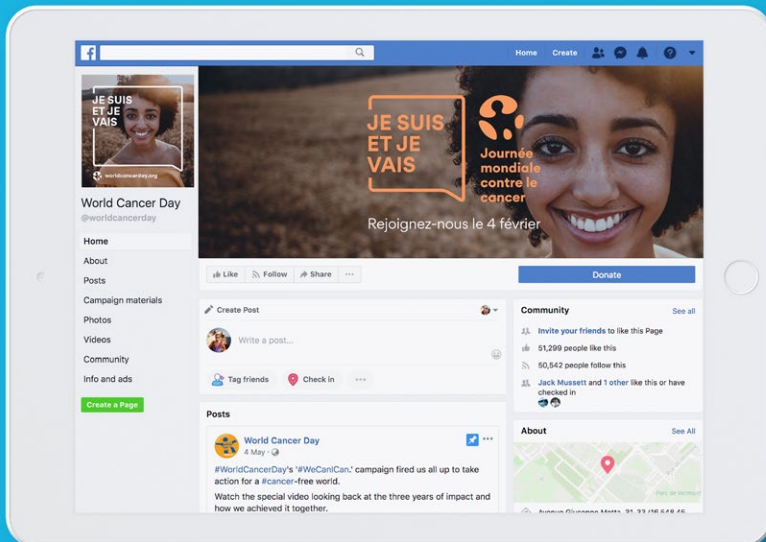 Home Create
JE SUIS
ET JE
VAIS
worldcancerday.org
World Cancer Day
@worldcancerday
Home
About
Posts
Campaign materials
Photos
Videos
Community
Info and ads
Create a Page
JE SUIS
ET JE
VAIS
Journée
mondiale
contre le
cancer
Rejoignez-nous le 4 février
Like Follow Share
Donate
Create Post
Write a post...
Tag friends Check in
Posts
World Cancer Day
4 May
#WorldCancerDay's '#WeCanICan.' campaign fired us all up to take
action for a #cancer-free world.
Watch the special video looking back at the three years of impact and
how we achieved it together.
Community See all
Invite your friends to like this Page
51,299 people like this
50,542 people follow this
Jack Mussett and 1 other like this or have
checked in
About See All